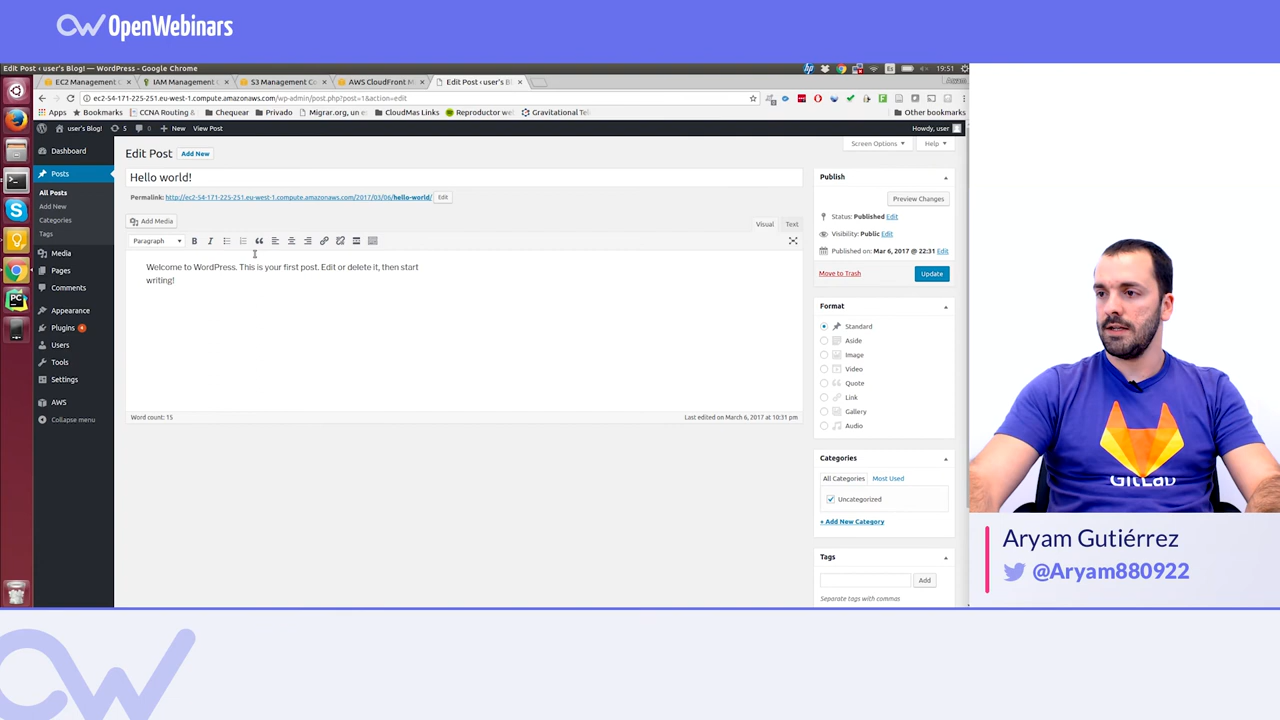 OpenWebinars
Edit Post ‹ user's Blog! — WordPress - Google Chrome
19:51
EC2 Management C
IAM Management C
S3 Management Co
AWS CloudFront M
Edit Post ‹ user's Bl
Aryam
ec2-54-171-225-251.eu-west-1.compute.amazonaws.com/wp-admin/post.php?post=1&action=edit
Apps
Bookmarks
CCNA Routing &
Chequear
Privado
Migrar.org, un e
CloudMas Links
Reproductor we
Gravitational Te
Other bookmarks
user's Blog!
5
0
New
View Post
Howdy, user
Dashboard
Posts
All Posts
Add New
Categories
Tags
Media
Pages
Comments
Appearance
Plugins 4
Users
Tools
Settings
AWS
Collapse menu
Edit Post
Add New
Screen Options
Help
Hello world!
Permalink: http://ec2-54-171-225-251.eu-west-1.compute.amazonaws.com/2017/03/06/hello-world/ Edit
Add Media
Visual
Text
Paragraph
B
I
Welcome to WordPress. This is your first post. Edit or delete it, then start
writing!
Word count: 15
Last edited on March 6, 2017 at 10:31 pm
Publish
Preview Changes
Status: Published Edit
Visibility: Public Edit
Published on: Mar 6, 2017 @ 22:31 Edit
Move to Trash
Update
Format
Standard
Aside
Image
Video
Quote
Link
Gallery
Audio
Categories
All Categories
Most Used
Uncategorized
+ Add New Category
Tags
Add
Separate tags with commas
GitLab
Aryam Gutiérrez
@Aryam880922